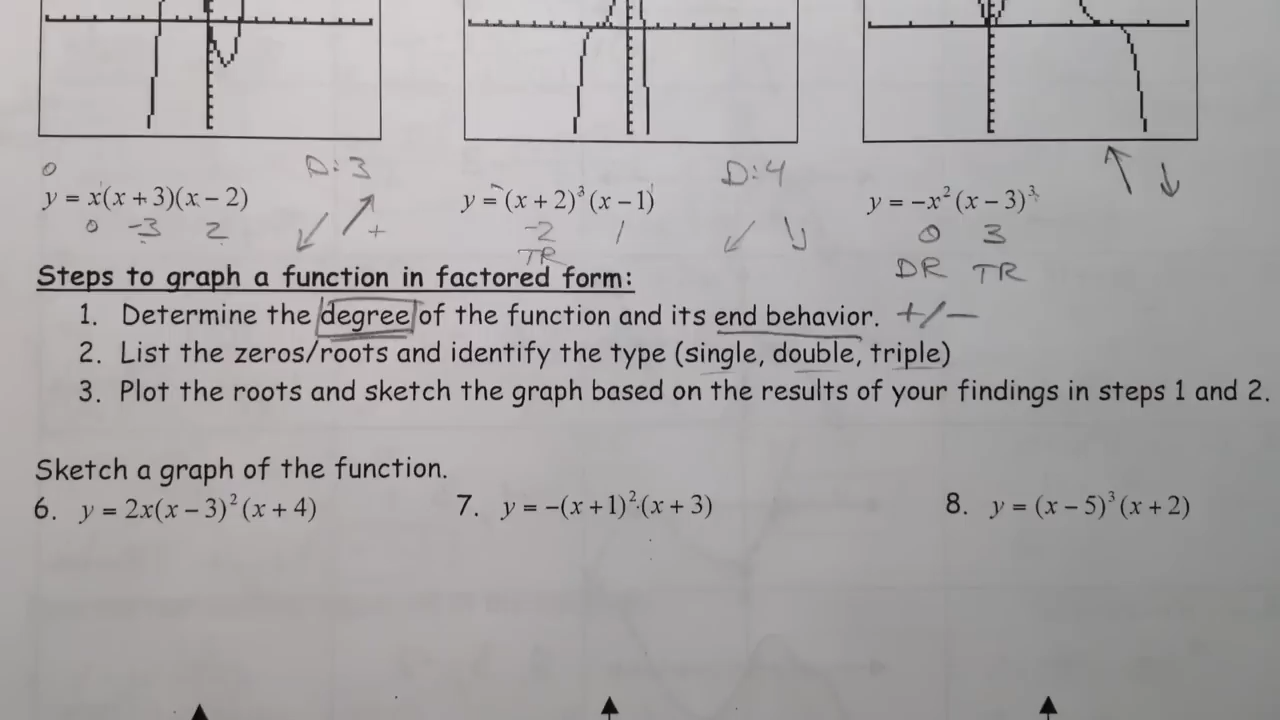 0 D: 3 D: 4
y = x(x + 3)(x − 2) y = −(x + 2)³(x − 1)¹ y = −x²(x − 3)³
0 -3 2 + -2 1 0 3
TR DR TR
Steps to graph a function in factored form:
1. Determine the degree of the function and its end behavior. +/-
2. List the zeros/roots and identify the type (single, double, triple)
3. Plot the roots and sketch the graph based on the results of your findings in steps 1 and 2.
Sketch a graph of the function.
6. y = 2x(x − 3)²(x + 4) 7. y = −(x + 1)²·(x + 3) 8. y = (x − 5)³(x + 2)